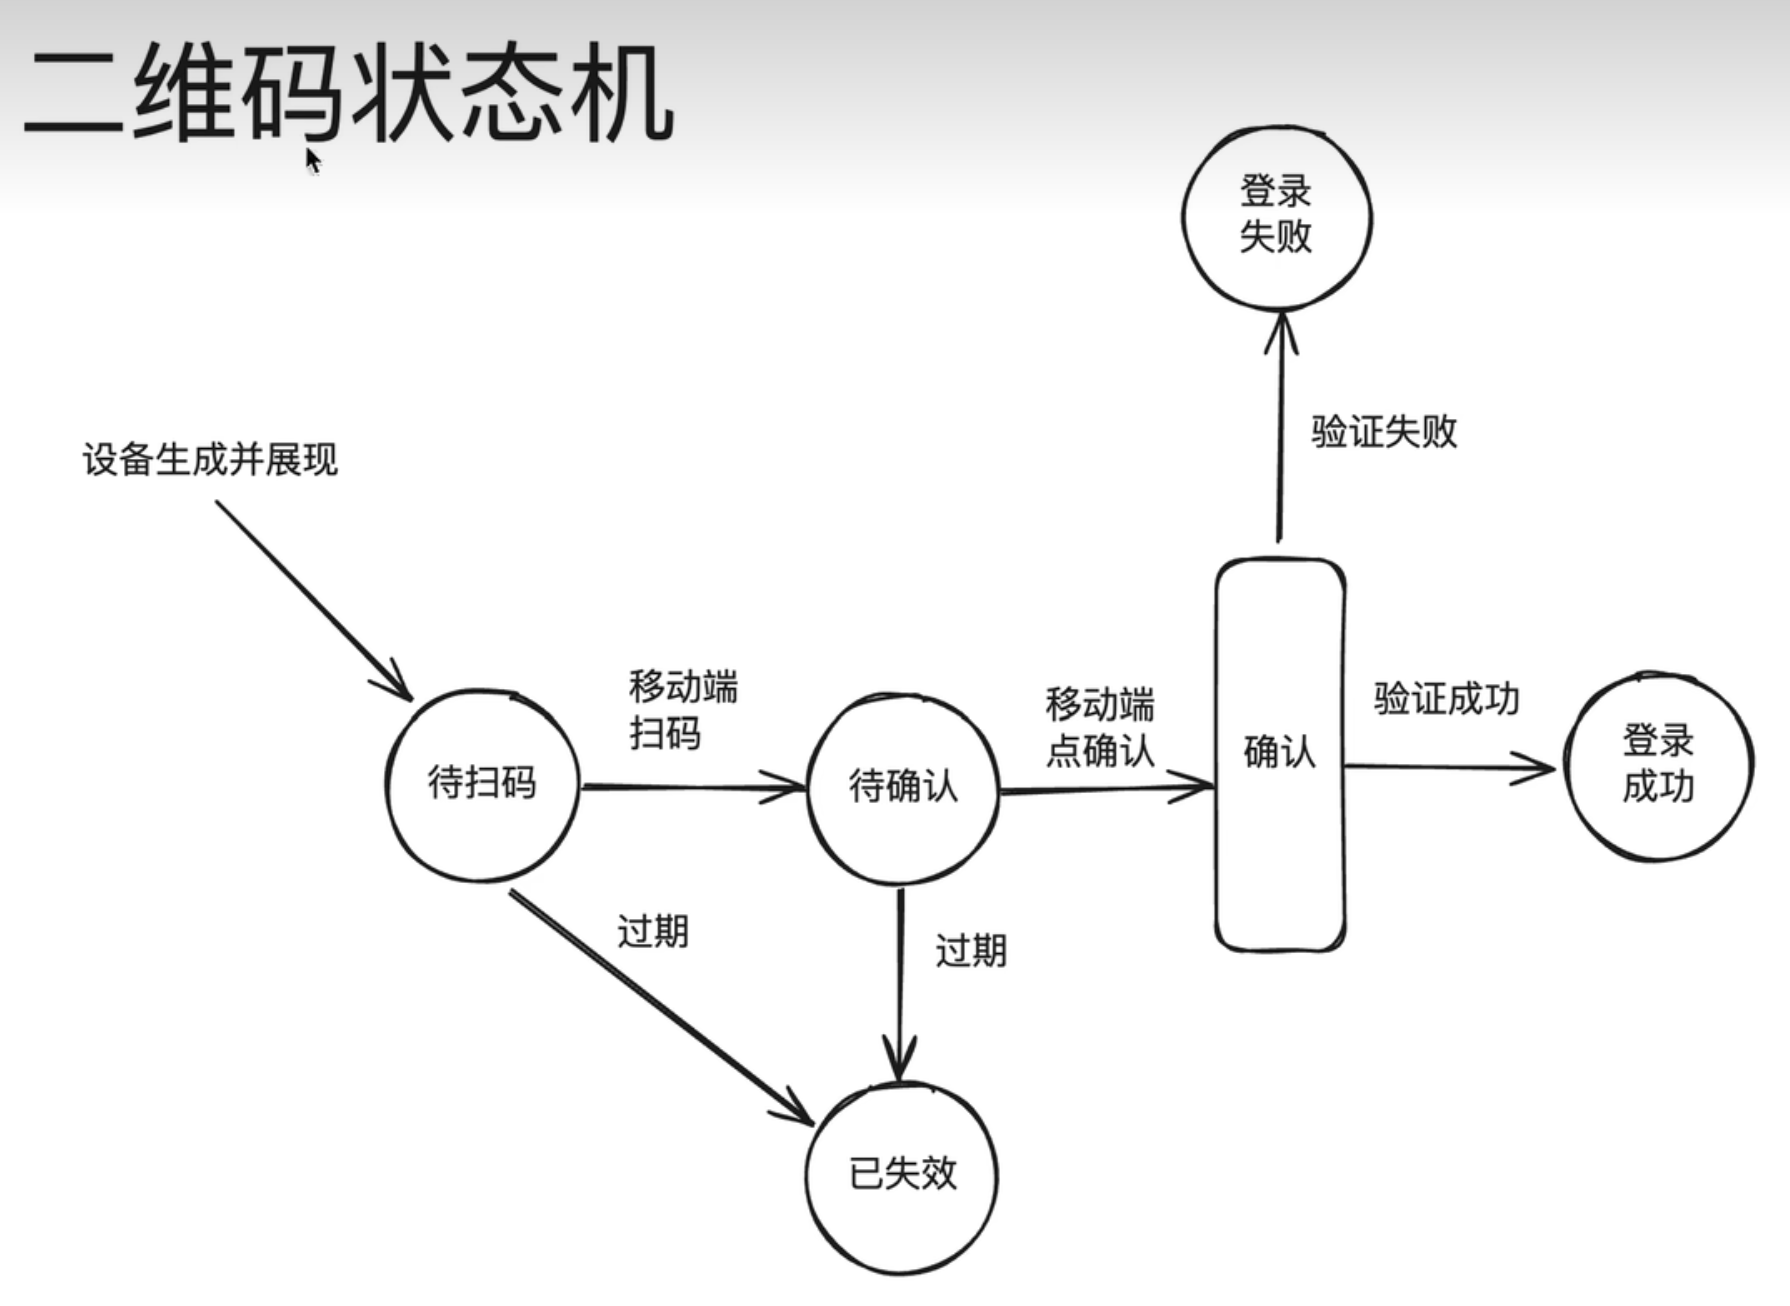 二维码状态机
登录
失败
验证失败
设备生成并展现
移动端
扫码
移动端
点确认
验证成功
待扫码
待确认
确认
登录
成功
过期
过期
已失效